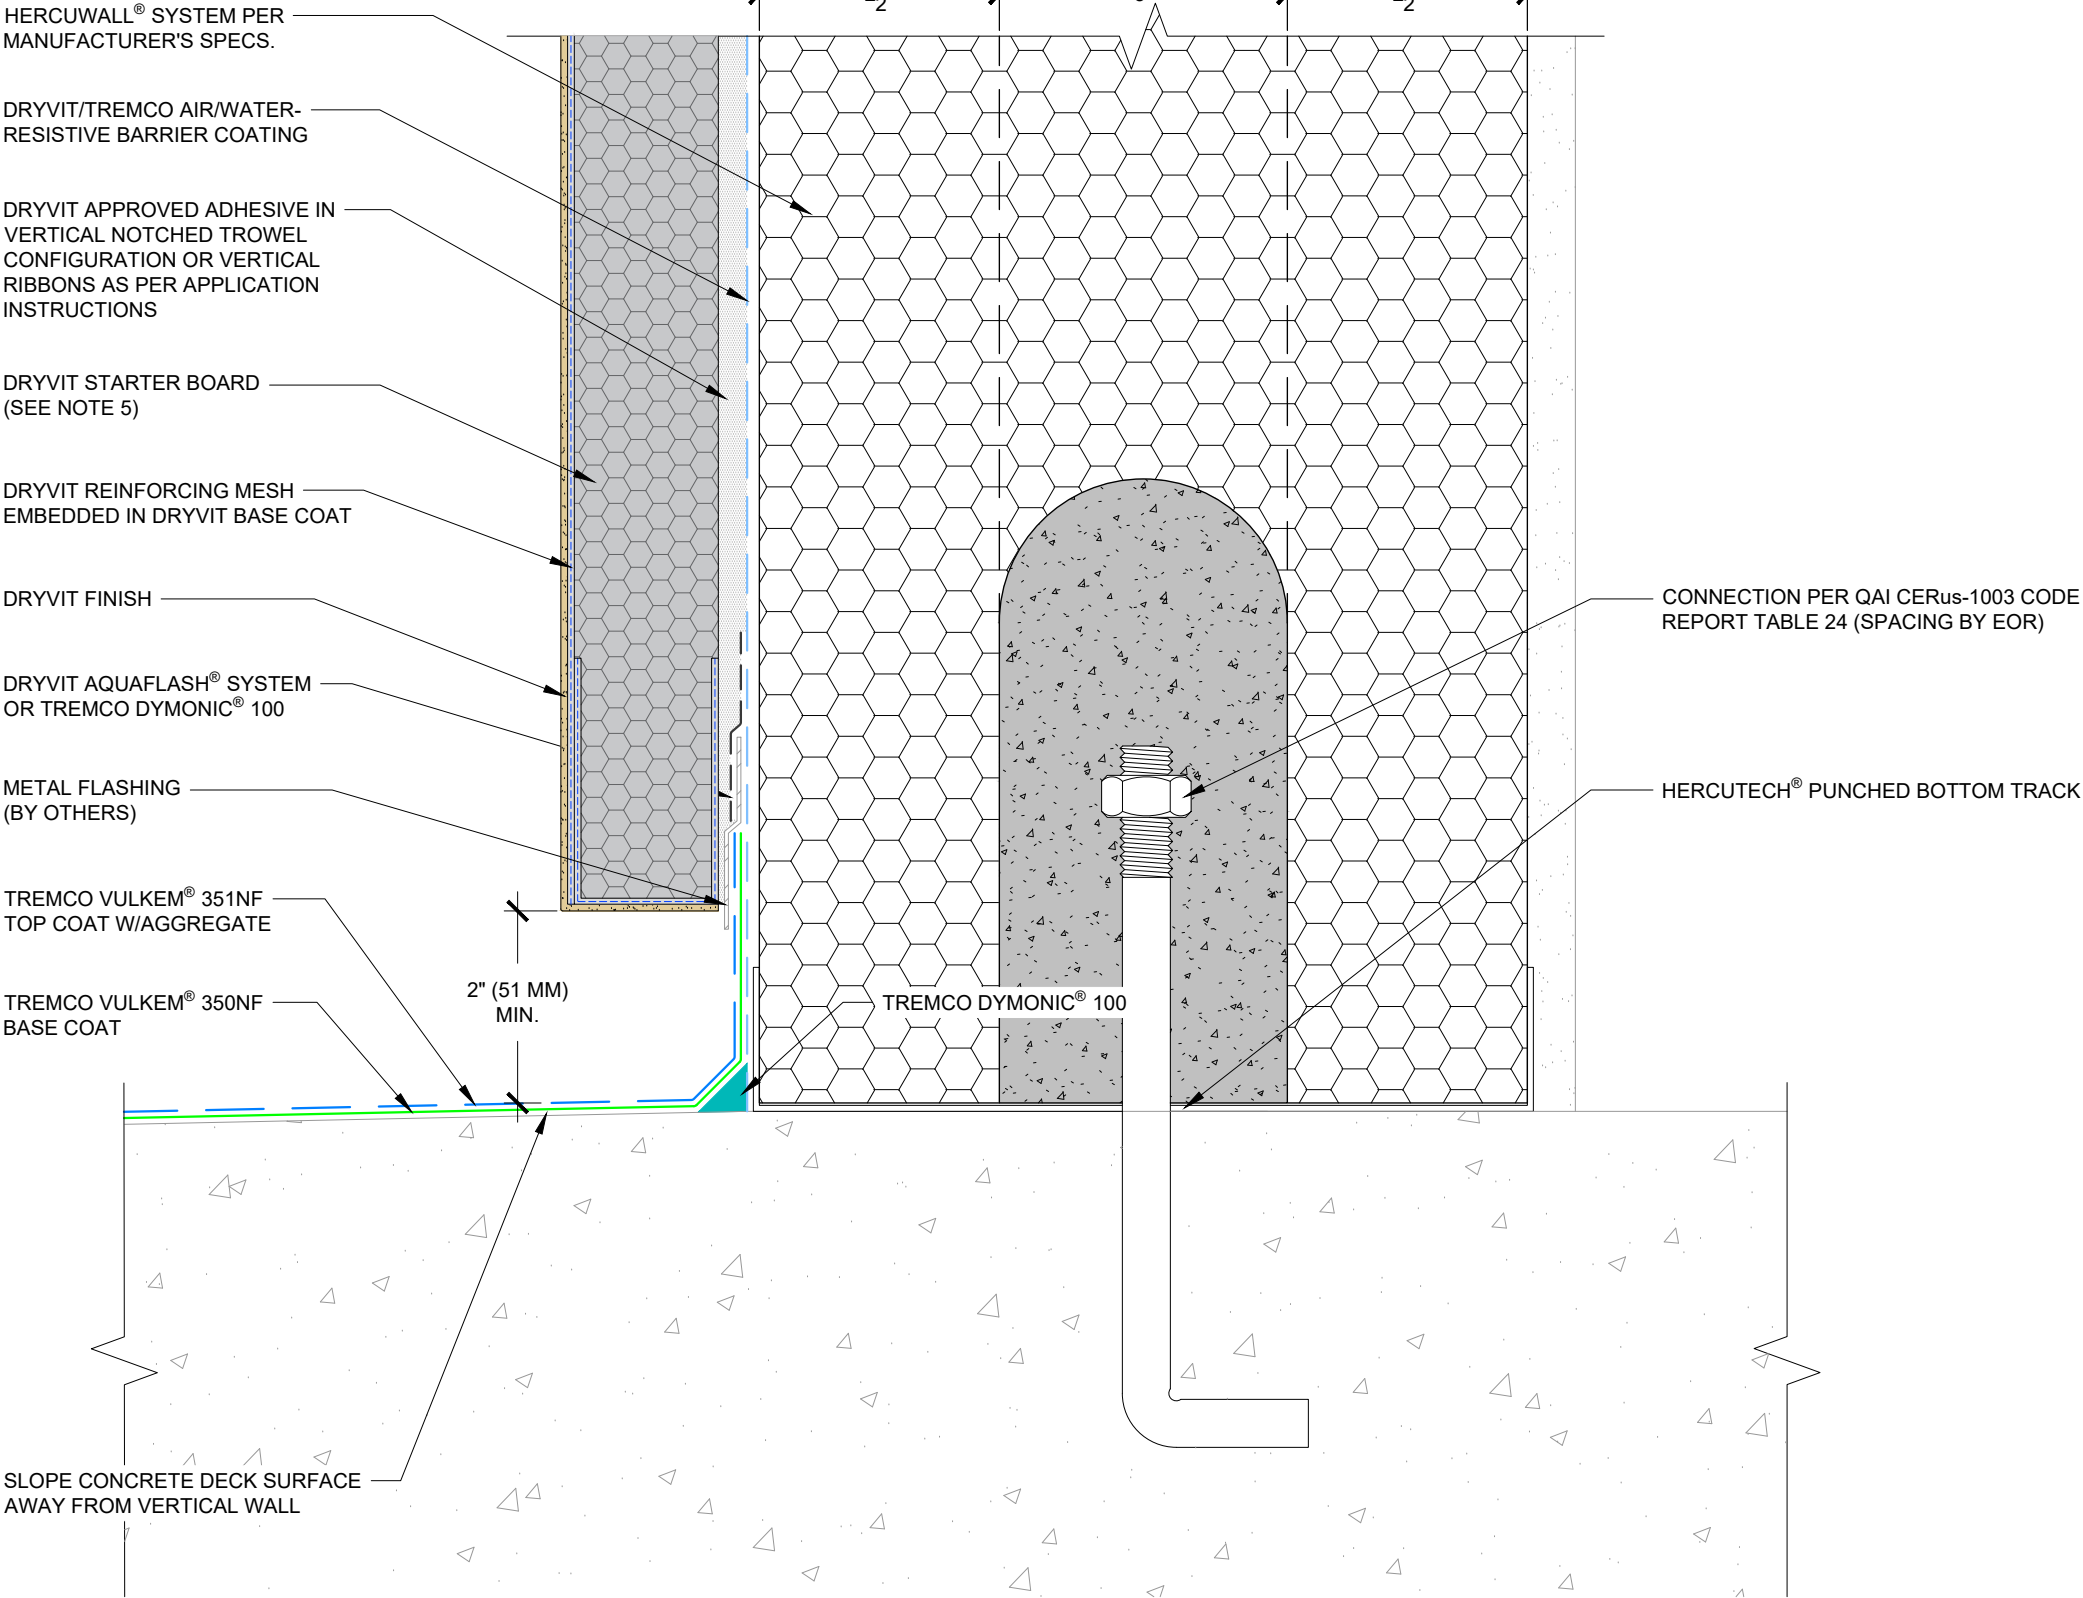 HERCUWALL® SYSTEM PER
MANUFACTURER'S SPECS.
DRYVIT/TREMCO AIR/WATER-
RESISTIVE BARRIER COATING
DRYVIT APPROVED ADHESIVE IN
VERTICAL NOTCHED TROWEL
CONFIGURATION OR VERTICAL
RIBBONS AS PER APPLICATION
INSTRUCTIONS
DRYVIT STARTER BOARD
(SEE NOTE 5)
DRYVIT REINFORCING MESH
EMBEDDED IN DRYVIT BASE COAT
DRYVIT FINISH
DRYVIT AQUAFLASH® SYSTEM
OR TREMCO DYMONIC® 100
METAL FLASHING
(BY OTHERS)
TREMCO VULKEM® 351NF
TOP COAT W/AGGREGATE
TREMCO VULKEM® 350NF
BASE COAT
2" (51 MM)
MIN.
TREMCO DYMONIC® 100
SLOPE CONCRETE DECK SURFACE
AWAY FROM VERTICAL WALL
CONNECTION PER QAI CERus-1003 CODE
REPORT TABLE 24 (SPACING BY EOR)
HERCUTECH® PUNCHED BOTTOM TRACK